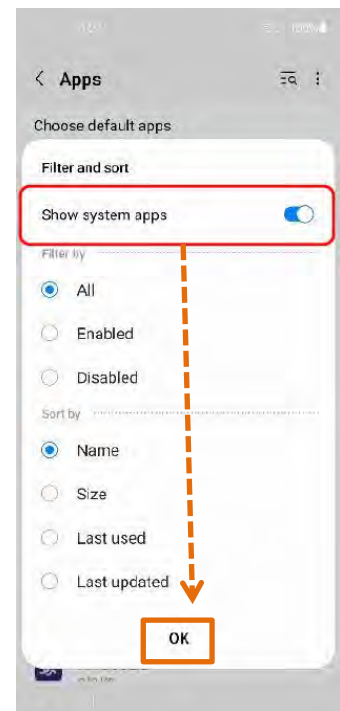 Apps
Choose default apps
Filter and sort
Show system apps
Filter by
All
Enabled
Disabled
Sort by
Name
Size
Last used
Last updated
OK